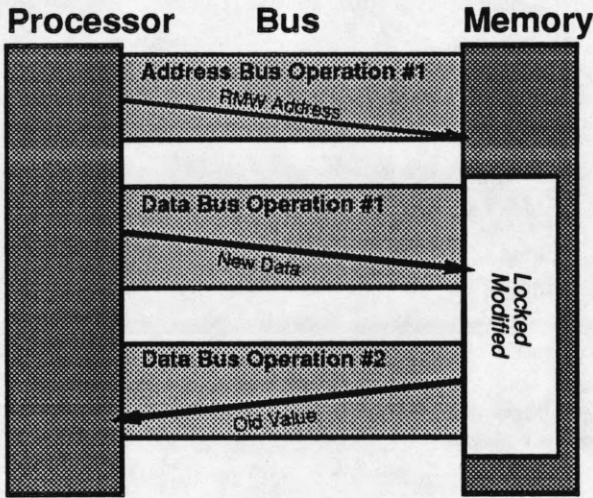 Processor Bus Memory
Address Bus Operation #1
RMW Address
Data Bus Operation #1
New Data
Locked
Modified
Data Bus Operation #2
Old Value